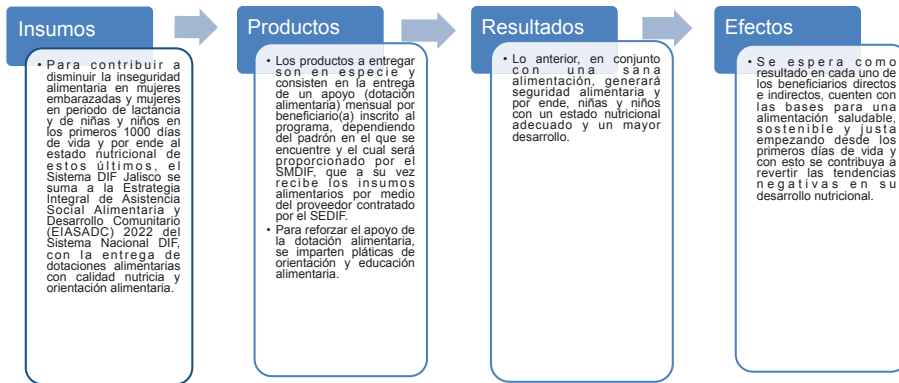 Insumos
• Para contribuir a
disminuir la inseguridad
alimentaria en mujeres
embarazadas y mujeres
en periodo de lactancia
y de niñas y niños en
los primeros 1000 días
de vida y por ende al
estado nutricional de
estos últimos, el
Sistema DIF Jalisco se
suma a la Estrategia
Integral de Asistencia
Social Alimentaria y
Desarrollo Comunitario
(EIASADC) 2022 del
Sistema Nacional DIF,
con la entrega de
dotaciones alimentarias
con calidad nutricia y
orientación alimentaria.
Productos
• Los productos a entregar
son en especie y
consisten en la entrega
de un apoyo (dotación
alimentaria) mensual por
beneficiario(a) inscrito al
programa, dependiendo
del padrón en el que se
encuentre y el cual será
proporcionado por el
SMDIF, que a su vez
recibe los insumos
alimentarios por medio
del proveedor contratado
por el SEDIF.
• Para reforzar el apoyo de
la dotación alimentaria,
se imparten pláticas de
orientación y educación
alimentaria.
Resultados
• Lo anterior, en conjunto
con una sana
alimentación, generará
seguridad alimentaria y
por ende, niñas y niños
con un estado nutricional
adecuado y un mayor
desarrollo.
Efectos
• Se espera como
resultado en cada uno de
los beneficiarios directos
e indirectos, cuenten con
las bases para una
alimentación saludable,
sostenible y justa
empezando desde los
primeros días de vida y
con esto se contribuya a
revertir las tendencias
negativas en su
desarrollo nutricional.